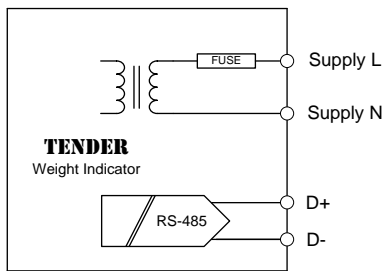 FUSE
Supply L
Supply N
TENDER
Weight Indicator
RS-485
D+
D-